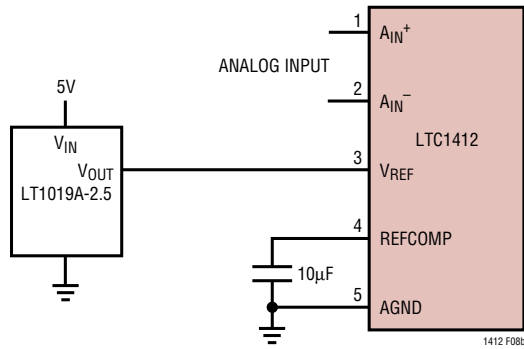 1
A_IN+
ANALOG INPUT
2
A_IN−
5V
LTC1412
V_IN
V_OUT
3
V_REF
LT1019A-2.5
4
REFCOMP
10µF
5
AGND
1412 F08b